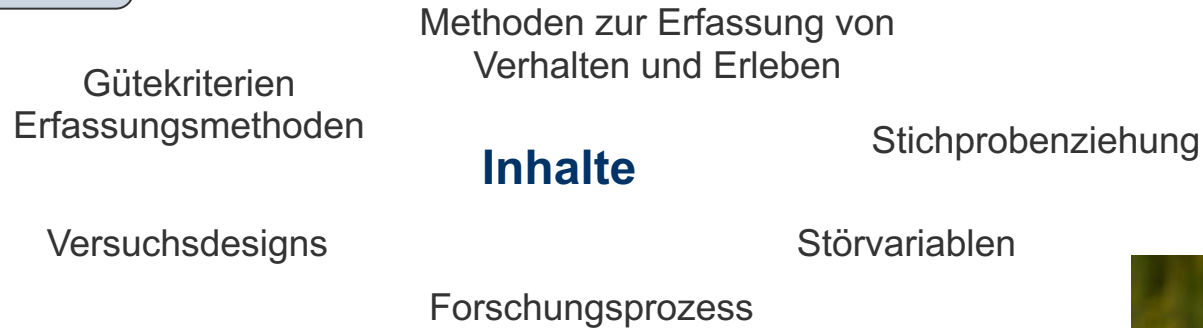 Methoden zur Erfassung von
Verhalten und Erleben
Gütekriterien
Erfassungsmethoden
Stichprobenziehung
Inhalte
Versuchsdesigns
Störvariablen
Forschungsprozess